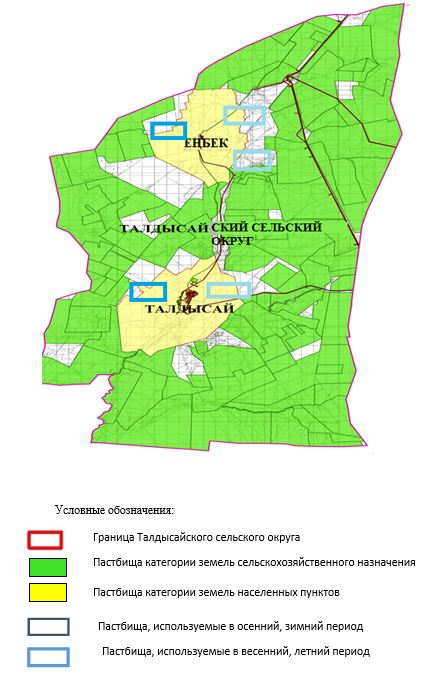 ЕҢБЕК
ТАЛДЫСАЙ СКИЙ СЕЛЬСКИЙ
ОКРУГ
ТАЛДЫСАЙ
Условные обозначения:
Граница Талдысайского сельского округа
Пастбища категории земель сельскохозяйственного назначения
Пастбища категории земель населенных пунктов
Пастбища, используемые в осенний, зимний период
Пастбища, используемые в весенний, летний период